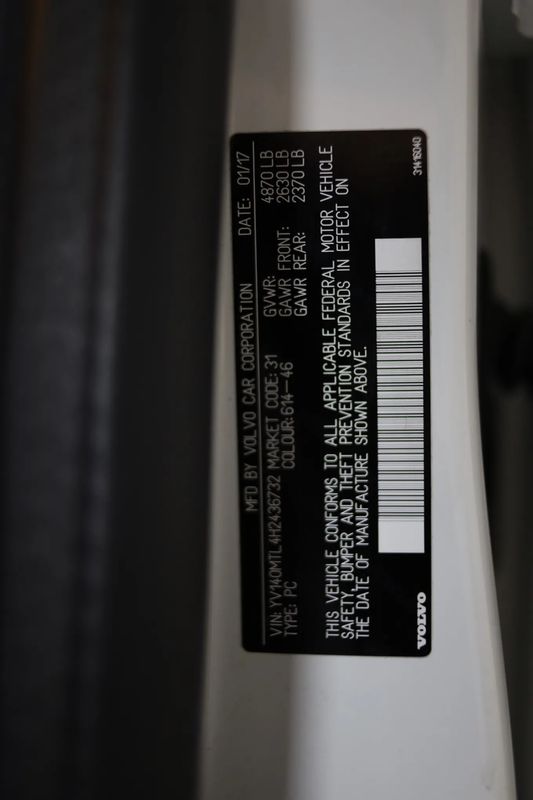 MFD BY VOLVO CAR CORPORATION DATE: 01/17
VIN: YV140MTL4H2436732 MARKET CODE: 31 GVWR: 4870 LB
TYPE: PC COLOUR: 614-46 GAWR FRONT: 2630 LB
GAWR REAR: 2370 LB
THIS VEHICLE CONFORMS TO ALL APPLICABLE FEDERAL MOTOR VEHICLE
SAFETY, BUMPER AND THEFT PREVENTION STANDARDS IN EFFECT ON
THE DATE OF MANUFACTURE SHOWN ABOVE.
VOLVO 31416040